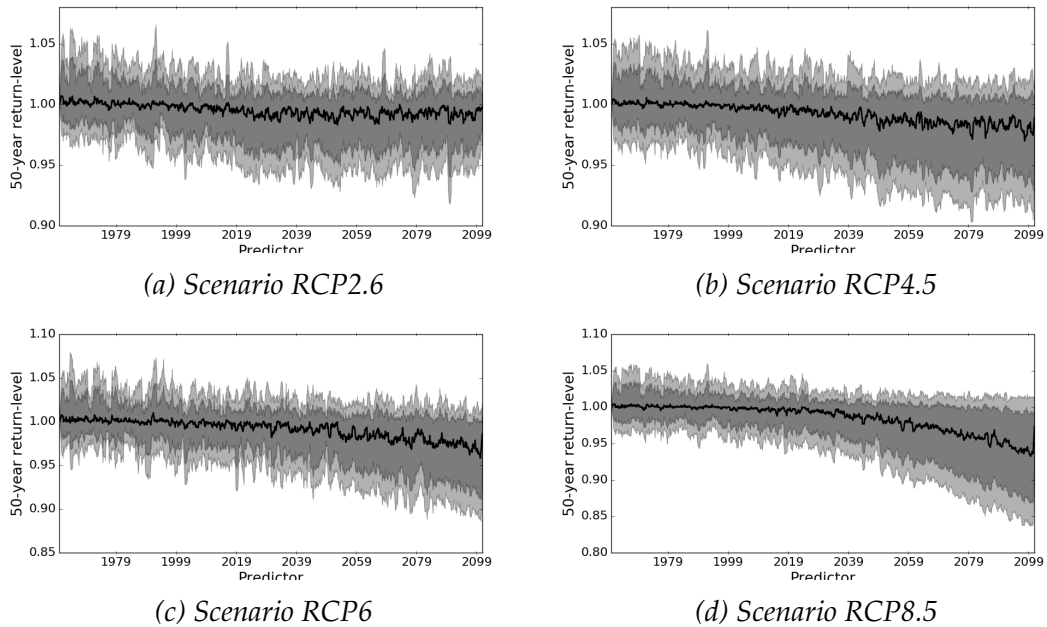 50-year return-level
1.05
1.00
0.95
0.90
1979 1999 2019 2039 2059 2079 2099
Predictor
(a) Scenario RCP2.6
50-year return-level
1.05
1.00
0.95
0.90
1979 1999 2019 2039 2059 2079 2099
Predictor
(b) Scenario RCP4.5
50-year return-level
1.10
1.05
1.00
0.95
0.90
0.85
1979 1999 2019 2039 2059 2079 2099
Predictor
(c) Scenario RCP6
50-year return-level
1.10
1.05
1.00
0.95
0.90
0.85
0.80
1979 1999 2019 2039 2059 2079 2099
Predictor
(d) Scenario RCP8.5